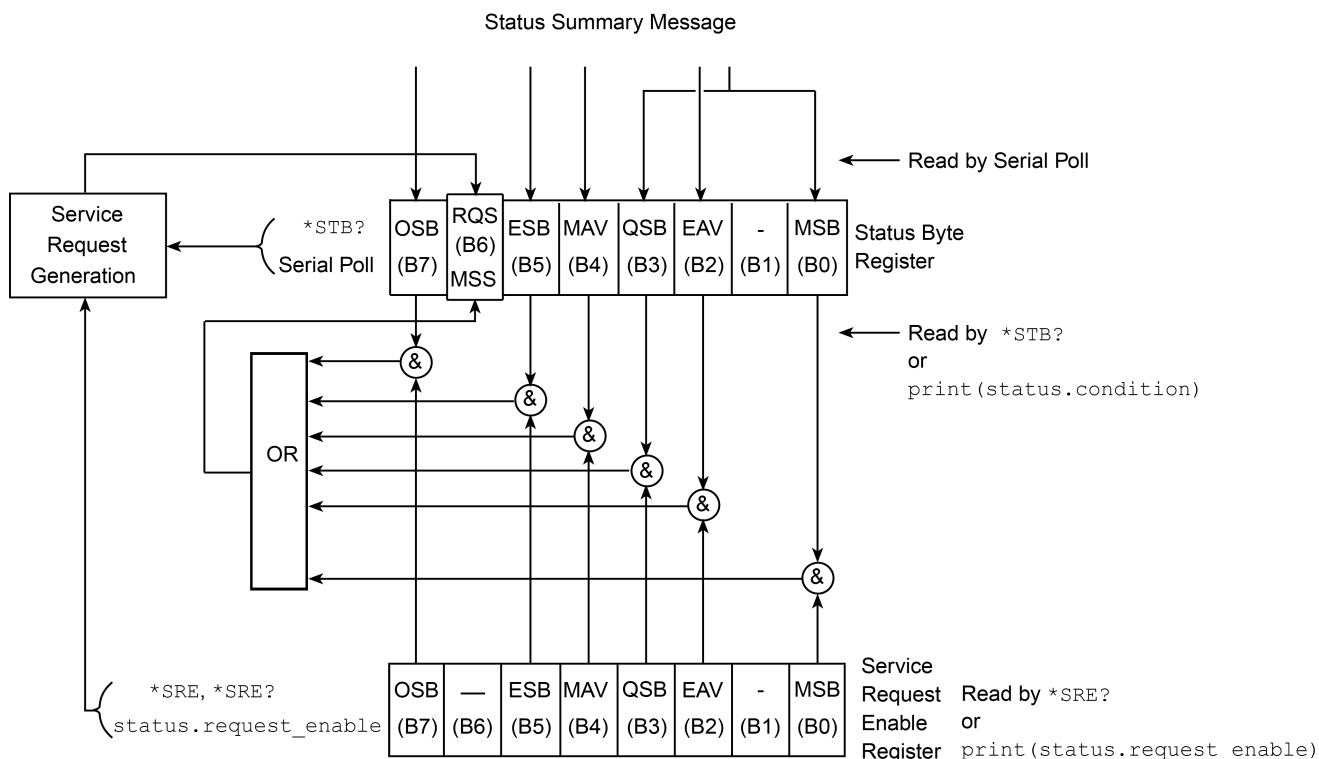 Status Summary Message
Read by Serial Poll
Service
Request
Generation
*STB?
Serial Poll
OSB
(B7)
RQS
(B6)
MSS
ESB
(B5)
MAV
(B4)
QSB
(B3)
EAV
(B2)
-
(B1)
MSB
(B0)
Status Byte
Register
Read by *STB?
or
print(status.condition)
&
&
&
&
&
&
OR
*SRE, *SRE?
status.request_enable
OSB
(B7)
—
(B6)
ESB
(B5)
MAV
(B4)
QSB
(B3)
EAV
(B2)
-
(B1)
MSB
(B0)
Service
Request
Enable
Register
Read by *SRE?
or
print(status.request enable)